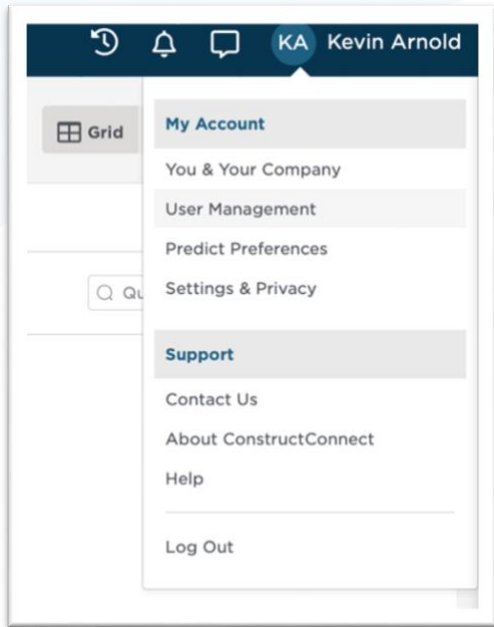 KA Kevin Arnold
Grid
My Account
You & Your Company
User Management
Predict Preferences
Qu
Settings & Privacy
Support
Contact Us
About ConstructConnect
Help
Log Out